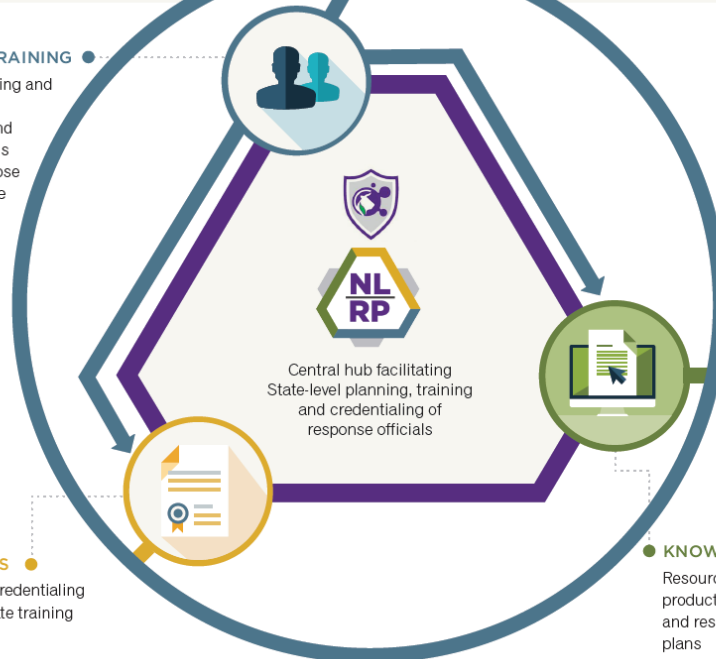 RAINING
ing and
nd
s
ose
e
NL
RP
Central hub facilitating
State-level planning, training
and credentialing of
response officials
S
redentialing
te training
KNOW
Resourc
product
and res
plans